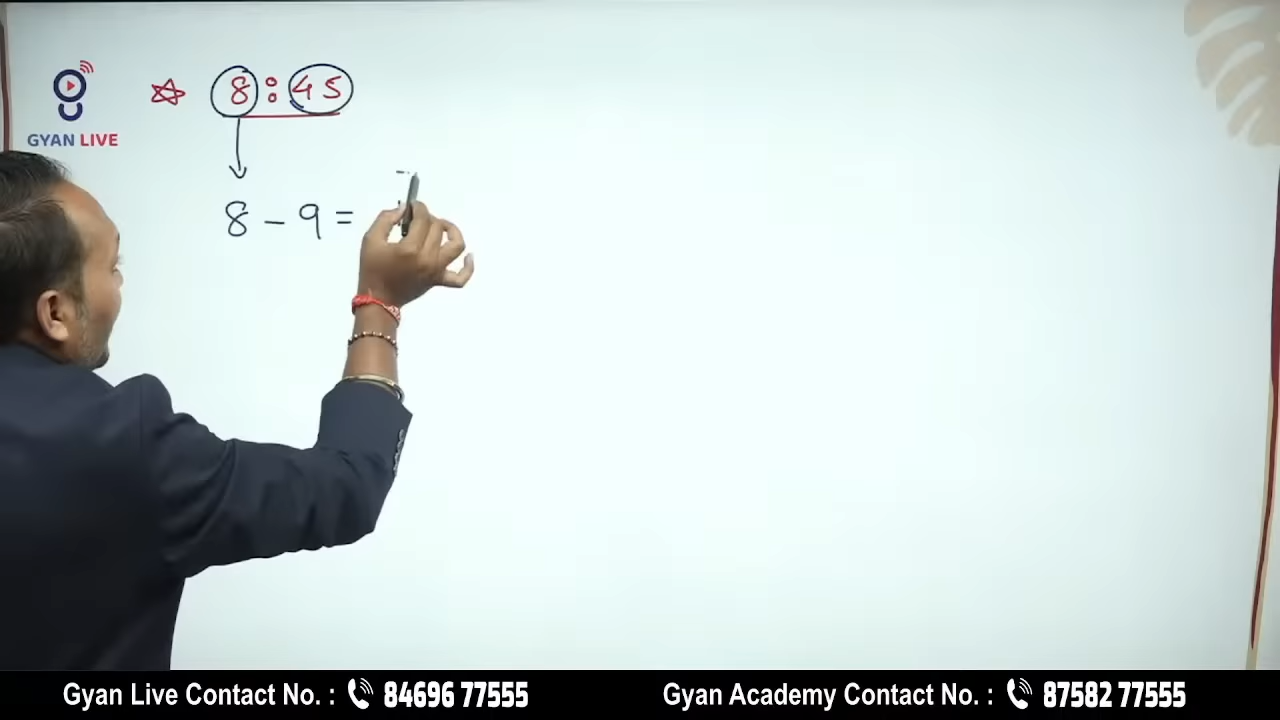 ☆ 8:45
GYAN LIVE
8 - 9 =
Gyan Live Contact No. : 84696 77555
Gyan Academy Contact No. : 87582 77555